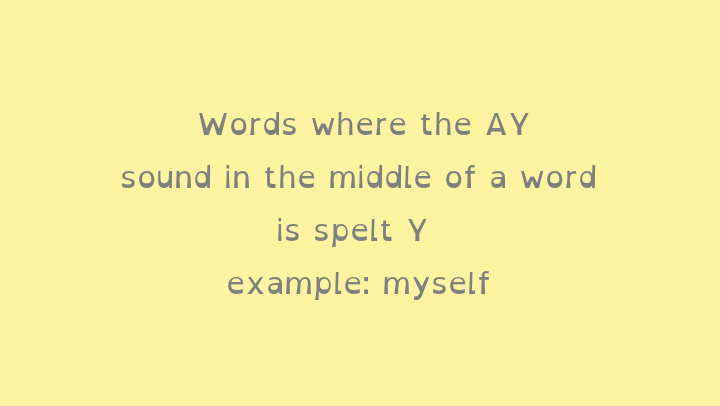 Words where the AY
sound in the middle of a word
is spelt Y
example: myself